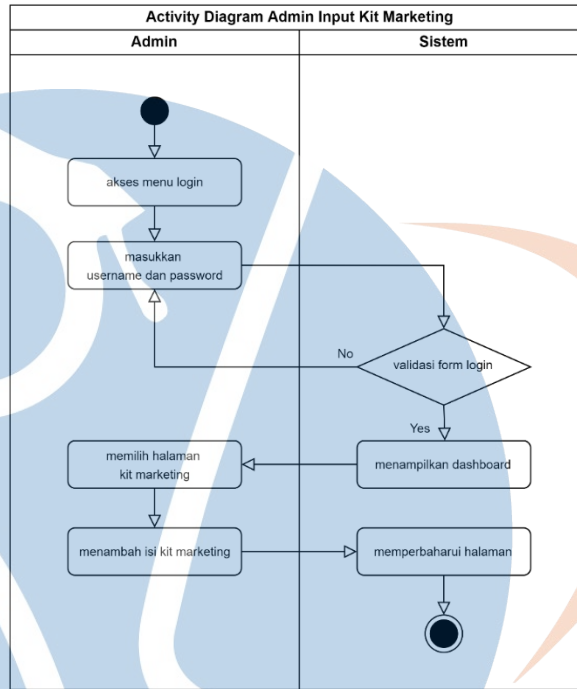 Activity Diagram Admin Input Kit Marketing
Admin
Sistem
akses menu login
masukkan
username dan password
validasi form login
No
Yes
menampilkan dashboard
memilih halaman
kit marketing
menambah isi kit marketing
memperbaharui halaman